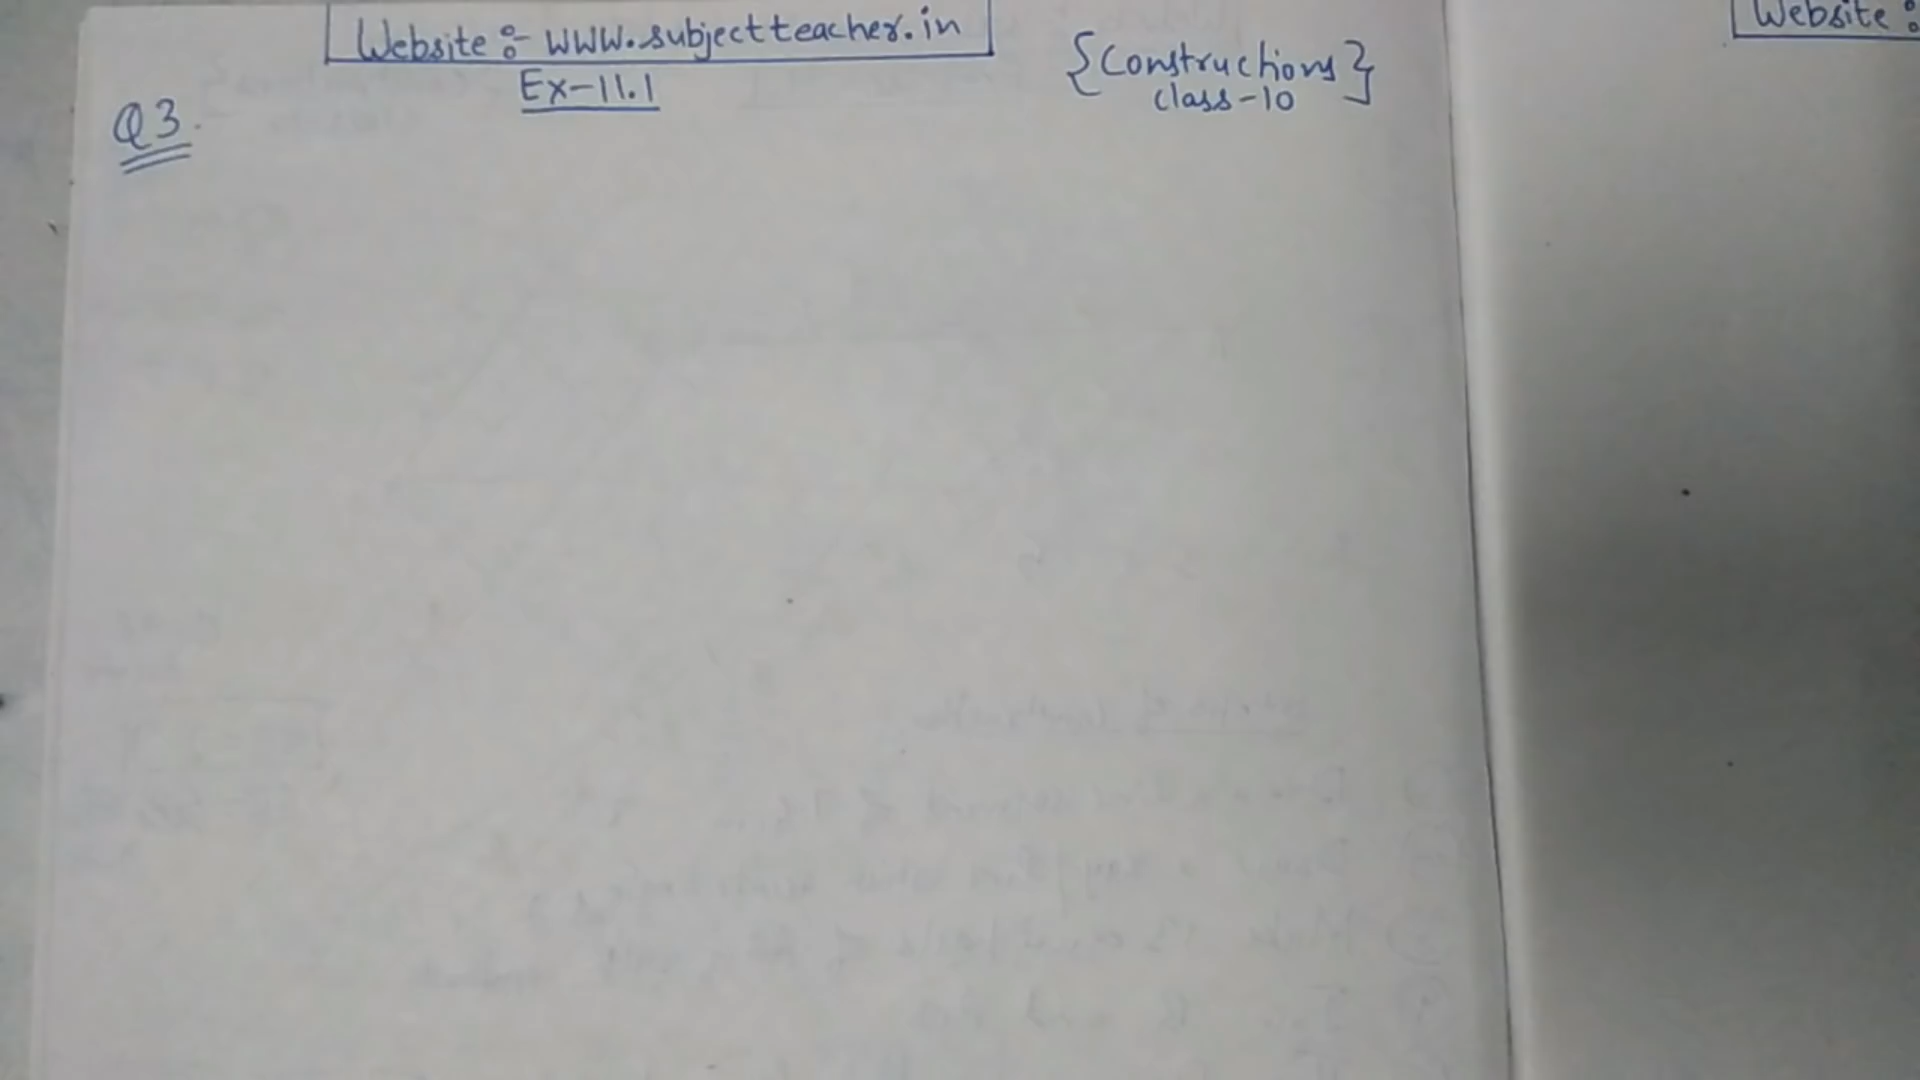 Website :- www.subjectteacher.in
Ex-11.1
{Constructions}
class-10
Q3.
Website :